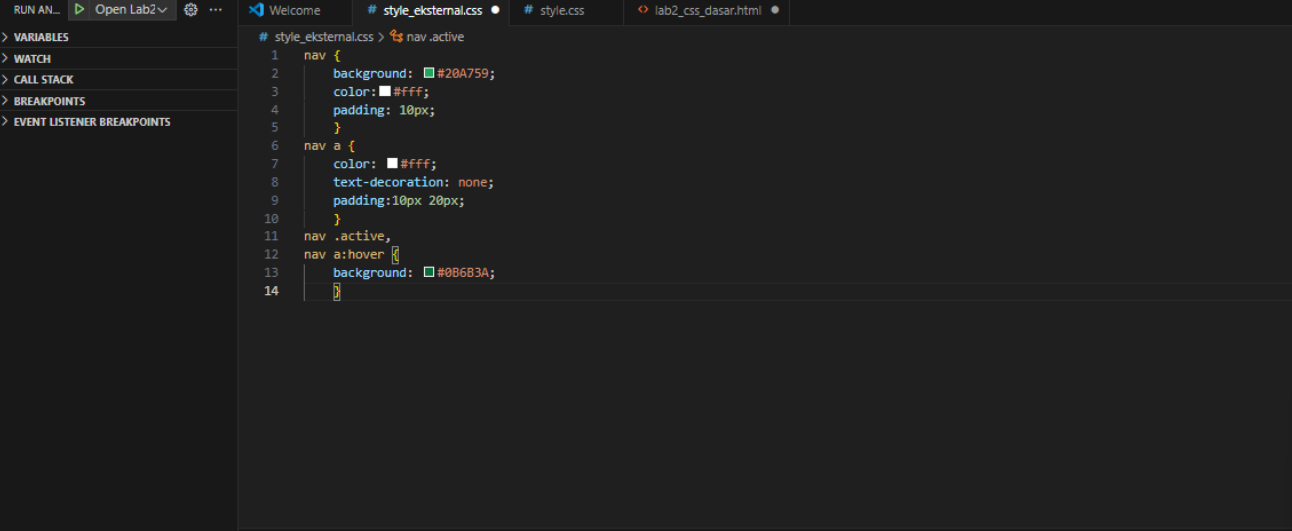 RUN AN... Open Lab2 ...
Welcome
# style_eksternal.css
# style.css
<> lab2_css_dasar.html
VARIABLES
WATCH
CALL STACK
BREAKPOINTS
EVENT LISTENER BREAKPOINTS
# style_eksternal.css > nav .active
1 nav {
2 background: #20A759;
3 color:#fff;
4 padding: 10px;
5 }
6 nav a {
7 color: #fff;
8 text-decoration: none;
9 padding:10px 20px;
10 }
11 nav .active,
12 nav a:hover {
13 background: #0B6B3A;
14 }